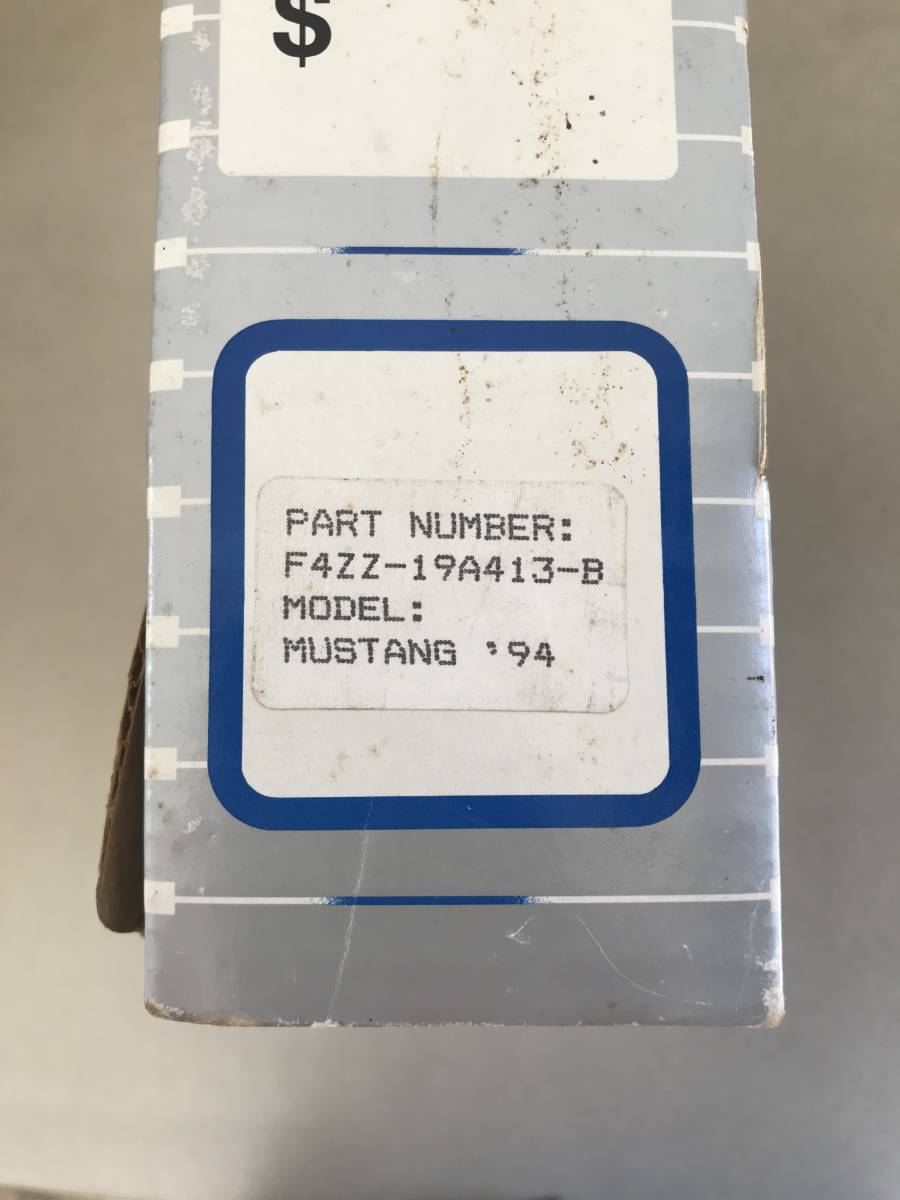 $
PART NUMBER:
F4ZZ-19A413-B
MODEL:
MUSTANG '94